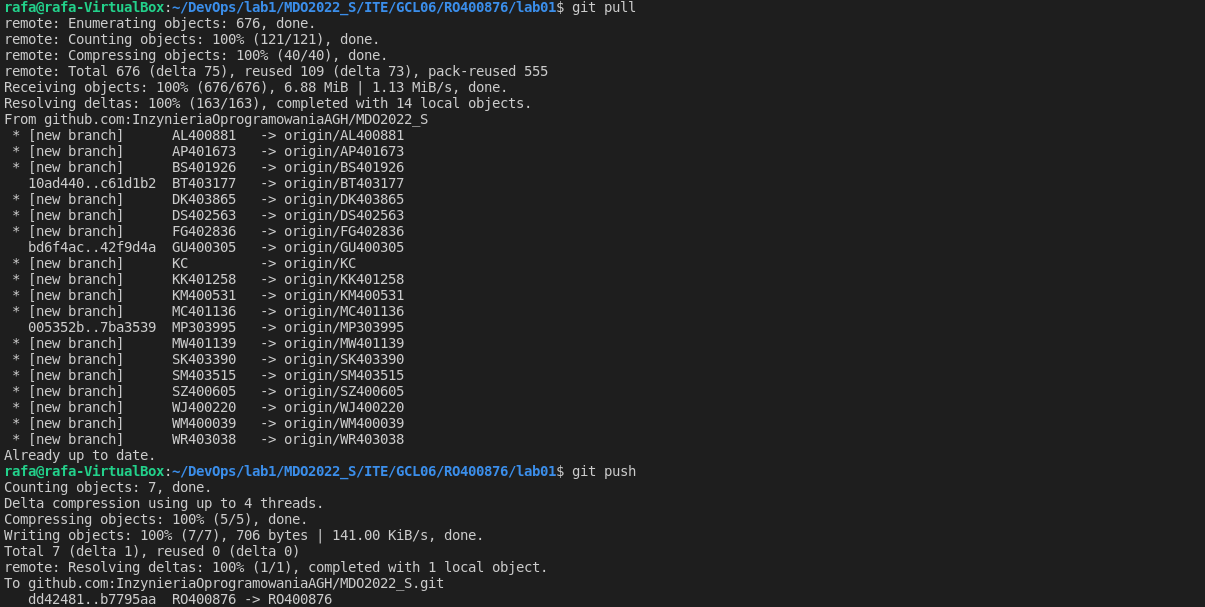 rafa@rafa-VirtualBox:~/DevOps/lab1/MDO2022_S/ITE/GCL06/RO400876/lab01$ git pull
remote: Enumerating objects: 676, done.
remote: Counting objects: 100% (121/121), done.
remote: Compressing objects: 100% (40/40), done.
remote: Total 676 (delta 75), reused 109 (delta 73), pack-reused 555
Receiving objects: 100% (676/676), 6.88 MiB | 1.13 MiB/s, done.
Resolving deltas: 100% (163/163), completed with 14 local objects.
From github.com:InzynieriaOprogramowaniaAGH/MDO2022_S
 * [new branch]      AL400881   -> origin/AL400881
 * [new branch]      AP401673   -> origin/AP401673
 * [new branch]      BS401926   -> origin/BS401926
   10ad440..c61d1b2  BT403177   -> origin/BT403177
 * [new branch]      DK403865   -> origin/DK403865
 * [new branch]      DS402563   -> origin/DS402563
 * [new branch]      FG402836   -> origin/FG402836
   bd6f4ac..42f9d4a  GU400305   -> origin/GU400305
 * [new branch]      KC         -> origin/KC
 * [new branch]      KK401258   -> origin/KK401258
 * [new branch]      KM400531   -> origin/KM400531
 * [new branch]      MC401136   -> origin/MC401136
   005352b..7ba3539  MP303995   -> origin/MP303995
 * [new branch]      MW401139   -> origin/MW401139
 * [new branch]      SK403390   -> origin/SK403390
 * [new branch]      SM403515   -> origin/SM403515
 * [new branch]      SZ400605   -> origin/SZ400605
 * [new branch]      WJ400220   -> origin/WJ400220
 * [new branch]      WM400039   -> origin/WM400039
 * [new branch]      WR403038   -> origin/WR403038
Already up to date.
rafa@rafa-VirtualBox:~/DevOps/lab1/MDO2022_S/ITE/GCL06/RO400876/lab01$ git push
Counting objects: 7, done.
Delta compression using up to 4 threads.
Compressing objects: 100% (5/5), done.
Writing objects: 100% (7/7), 706 bytes | 141.00 KiB/s, done.
Total 7 (delta 1), reused 0 (delta 0)
remote: Resolving deltas: 100% (1/1), completed with 1 local object.
To github.com:InzynieriaOprogramowaniaAGH/MDO2022_S.git
   dd42481..b7795aa  RO400876 -> RO400876